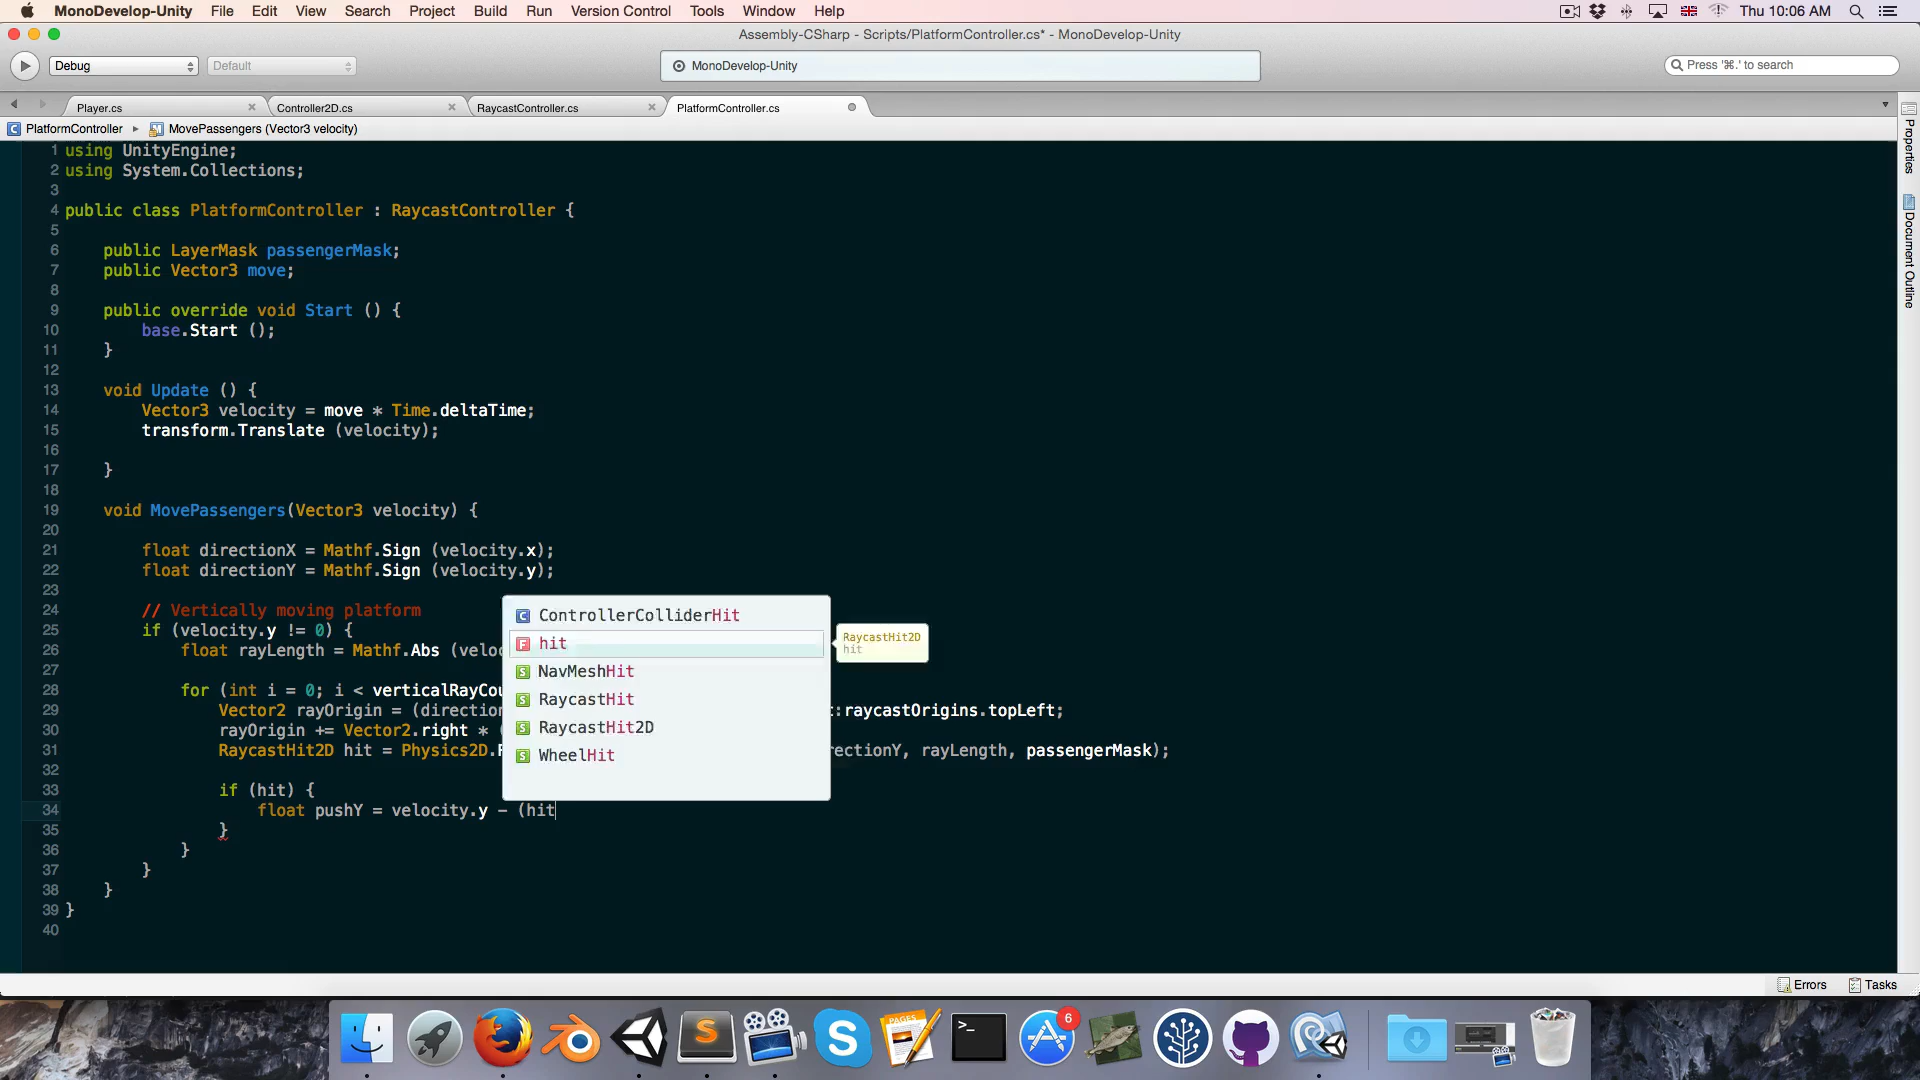 MonoDevelop-Unity File Edit View Search Project Build Run Version Control Tools Window Help Thu 10:06 AM
Assembly-CSharp - Scripts/PlatformController.cs* - MonoDevelop-Unity
Debug Default MonoDevelop-Unity Press '⌘.' to search
Player.cs Controller2D.cs RaycastController.cs PlatformController.cs
PlatformController MovePassengers (Vector3 velocity)
Properties
Document Outline
1 using UnityEngine;
2 using System.Collections;
3
4 public class PlatformController : RaycastController {
5
6 public LayerMask passengerMask;
7 public Vector3 move;
8
9 public override void Start () {
10 base.Start ();
11 }
12
13 void Update () {
14 Vector3 velocity = move * Time.deltaTime;
15 transform.Translate (velocity);
16
17 }
18
19 void MovePassengers(Vector3 velocity) {
20
21 float directionX = Mathf.Sign (velocity.x);
22 float directionY = Mathf.Sign (velocity.y);
23
24 // Vertically moving platform
25 if (velocity.y != 0) {
26 float rayLength = Mathf.Abs (veloc
27
28 for (int i = 0; i < verticalRayCou
29 Vector2 rayOrigin = (direction :raycastOrigins.topLeft;
30 rayOrigin += Vector2.right * (
31 RaycastHit2D hit = Physics2D. rectionY, rayLength, passengerMask);
32
33 if (hit) {
34 float pushY = velocity.y - (hit
35 }
36 }
37 }
38 }
39 }
40
ControllerColliderHit
hit
NavMeshHit
RaycastHit
RaycastHit2D
WheelHit
RaycastHit2D
hit
Errors Tasks
PAGES
6